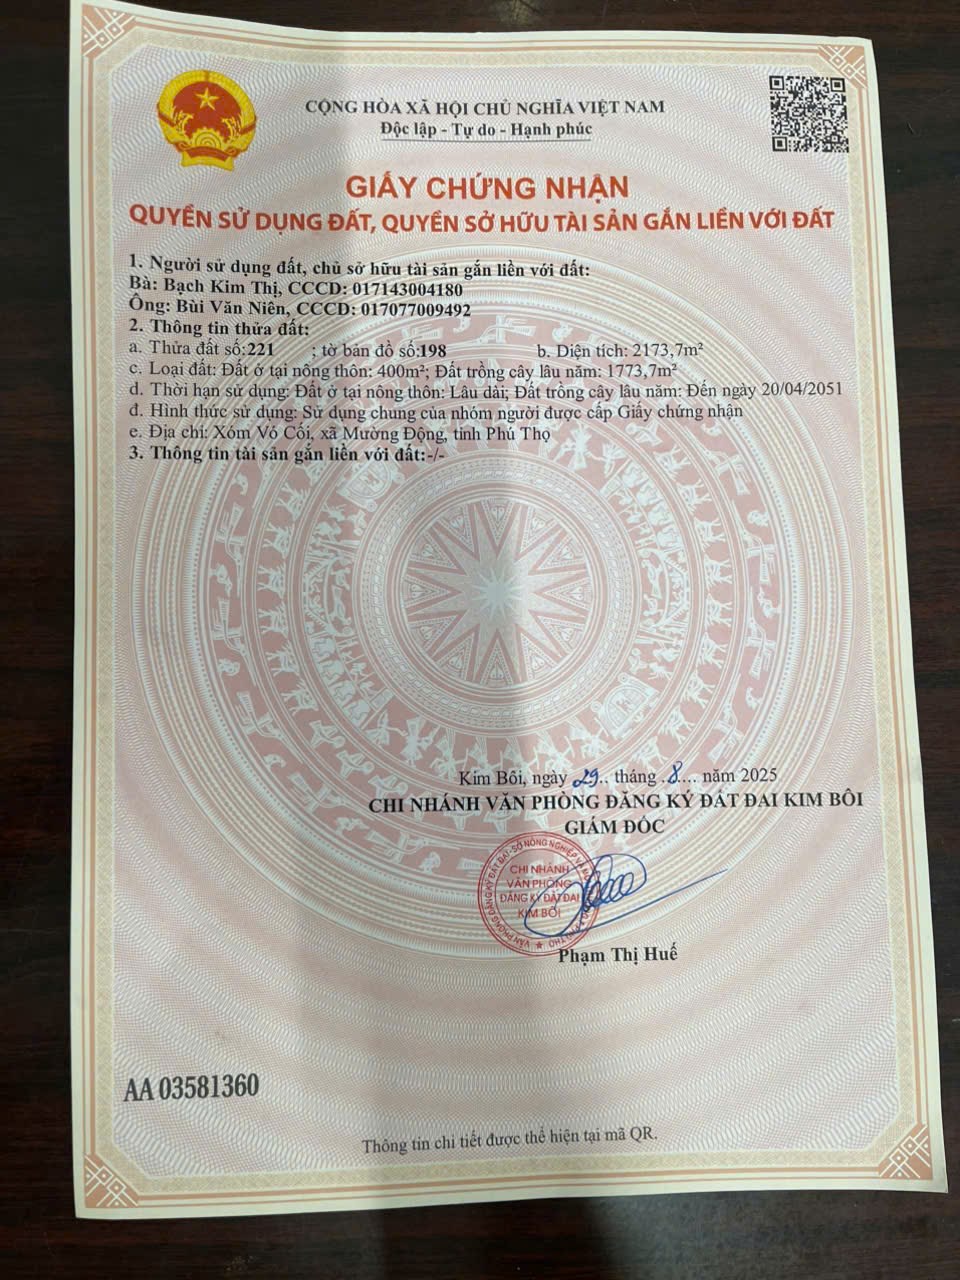 CỘNG HÒA XÃ HỘI CHỦ NGHĨA VIỆT NAM
Độc lập - Tự do - Hạnh phúc
GIẤY CHỨNG NHẬN
QUYỀN SỬ DỤNG ĐẤT, QUYỀN SỞ HỮU TÀI SẢN GẮN LIỀN VỚI ĐẤT
1. Người sử dụng đất, chủ sở hữu tài sản gắn liền với đất:
Bà: Bạch Kim Thị, CCCD: 017143004180
Ông: Bùi Văn Niên, CCCD: 017077009492
2. Thông tin thửa đất:
a. Thửa đất số:221 ; tờ bản đồ số:198 b. Diện tích: 2173,7m²
c. Loại đất: Đất ở tại nông thôn: 400m²; Đất trồng cây lâu năm: 1773,7m²
d. Thời hạn sử dụng: Đất ở tại nông thôn: Lâu dài; Đất trồng cây lâu năm: Đến ngày 20/04/2051
đ. Hình thức sử dụng: Sử dụng chung của nhóm người được cấp Giấy chứng nhận
e. Địa chỉ: Xóm Vó Cối, xã Mường Động, tỉnh Phú Thọ
3. Thông tin tài sản gắn liền với đất:-/-
Kim Bôi, ngày 29.. tháng .8.... năm 2025
CHI NHÁNH VĂN PHÒNG ĐĂNG KÝ ĐẤT ĐAI KIM BÔI
GIÁM ĐỐC
CHI NHÁNH
VĂN PHÒNG
ĐĂNG KÝ ĐẤT ĐAI
KIM BÔI
Phạm Thị Huế
AA 03581360
Thông tin chi tiết được thể hiện tại mã QR.